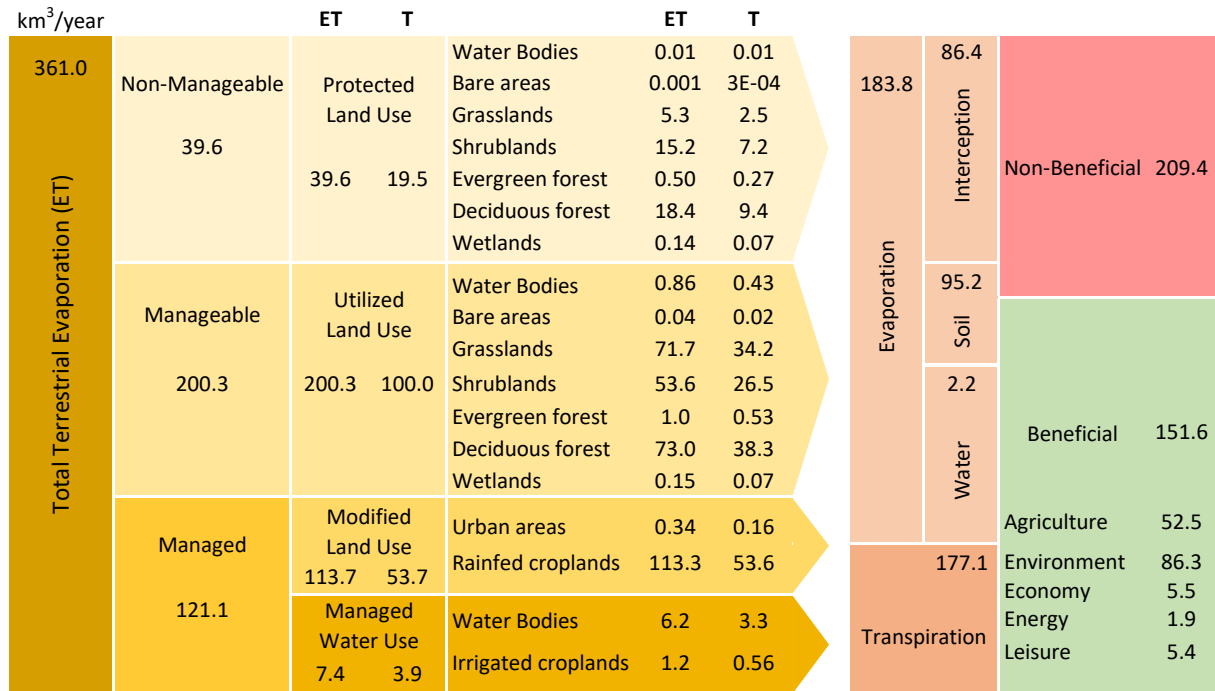 km³/year ET T ET T
361.0
Total Terrestrial Evaporation (ET)
Non-Manageable
39.6
Protected
Land Use
39.6 19.5
Water Bodies 0.01 0.01
Bare areas 0.001 3E-04
Grasslands 5.3 2.5
Shrublands 15.2 7.2
Evergreen forest 0.50 0.27
Deciduous forest 18.4 9.4
Wetlands 0.14 0.07
Manageable
200.3
Utilized
Land Use
200.3 100.0
Water Bodies 0.86 0.43
Bare areas 0.04 0.02
Grasslands 71.7 34.2
Shrublands 53.6 26.5
Evergreen forest 1.0 0.53
Deciduous forest 73.0 38.3
Wetlands 0.15 0.07
Managed
121.1
Modified
Land Use
113.7 53.7
Urban areas 0.34 0.16
Rainfed croplands 113.3 53.6
Managed
Water Use
7.4 3.9
Water Bodies 6.2 3.3
Irrigated croplands 1.2 0.56
183.8
Evaporation
86.4
Interception
95.2
Soil
2.2
Water
177.1
Transpiration
Non-Beneficial 209.4
Beneficial 151.6
Agriculture 52.5
Environment 86.3
Economy 5.5
Energy 1.9
Leisure 5.4